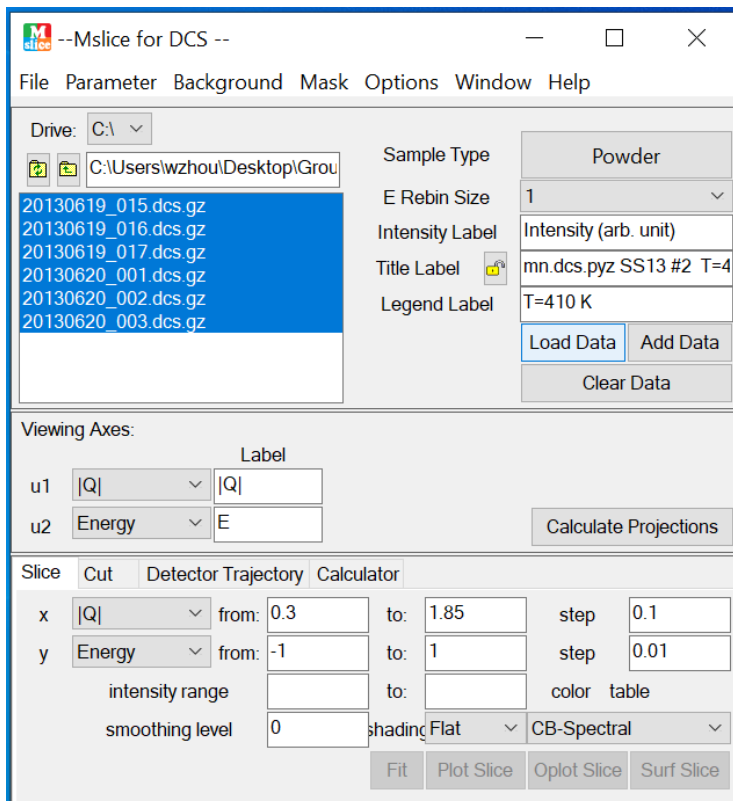 M
slice
--Mslice for DCS --
File Parameter Background Mask Options Window Help
Drive: C:\
C:\Users\wzhou\Desktop\Grou
20130619_015.dcs.gz
20130619_016.dcs.gz
20130619_017.dcs.gz
20130620_001.dcs.gz
20130620_002.dcs.gz
20130620_003.dcs.gz
Sample Type Powder
E Rebin Size 1
Intensity Label Intensity (arb. unit)
Title Label mn.dcs.pyz SS13 #2 T=4
Legend Label T=410 K
Load Data Add Data
Clear Data
Viewing Axes:
Label
u1 |Q| |Q|
u2 Energy E
Calculate Projections
Slice Cut Detector Trajectory Calculator
x |Q| from: 0.3 to: 1.85 step 0.1
y Energy from: -1 to: 1 step 0.01
intensity range to: color table
smoothing level 0 shading Flat CB-Spectral
Fit Plot Slice Oplot Slice Surf Slice